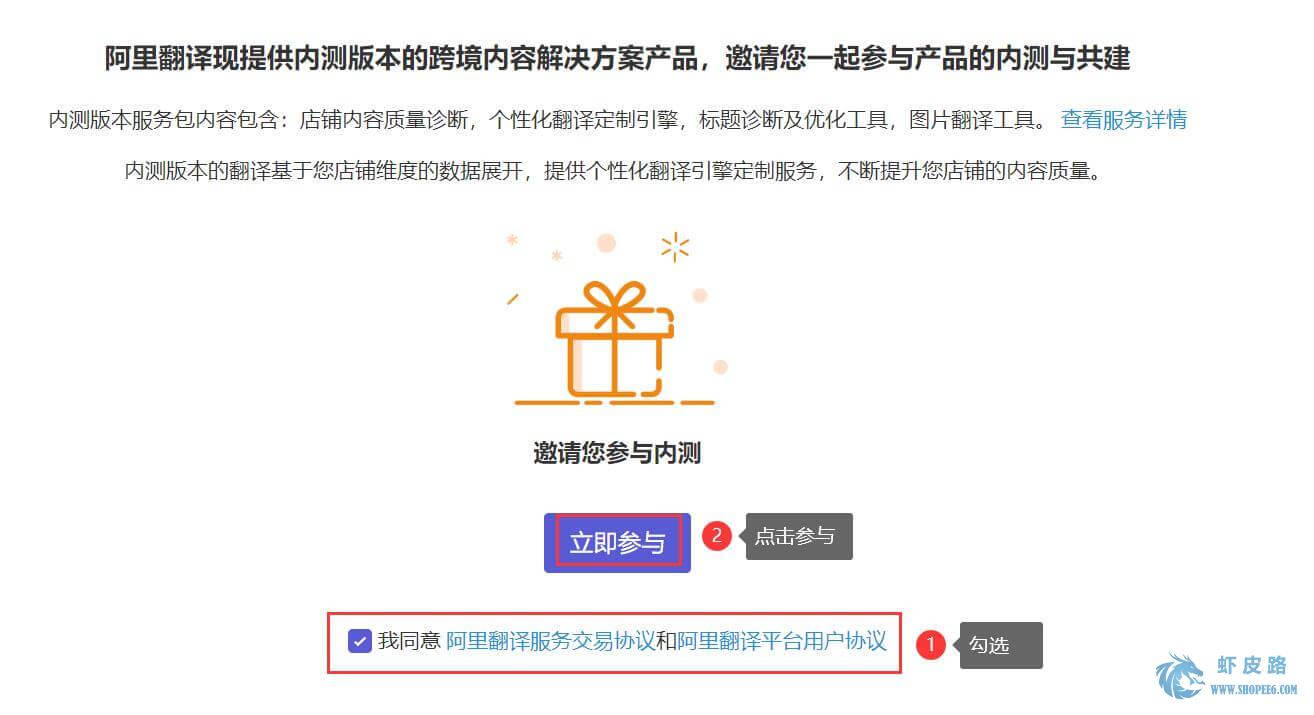 阿里翻译现提供内测版本的跨境内容解决方案产品，邀请您一起参与产品的内测与共建
内测版本服务包内容包含：店铺内容质量诊断，个性化翻译定制引擎，标题诊断及优化工具，图片翻译工具。 查看服务详情
内测版本的翻译基于您店铺维度的数据展开，提供个性化翻译引擎定制服务，不断提升您店铺的内容质量。
邀请您参与内测
立即参与 2 点击参与
我同意 阿里翻译服务交易协议和阿里翻译平台用户协议 1 勾选
虾皮路
WWW.SHOPEE6.COM